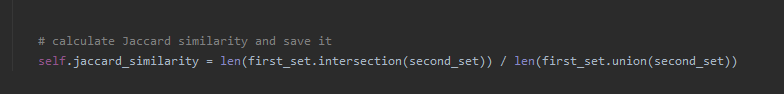 # calculate Jaccard similarity and save it
self.jaccard_similarity = len(first_set.intersection(second_set)) / len(first_set.union(second_set))